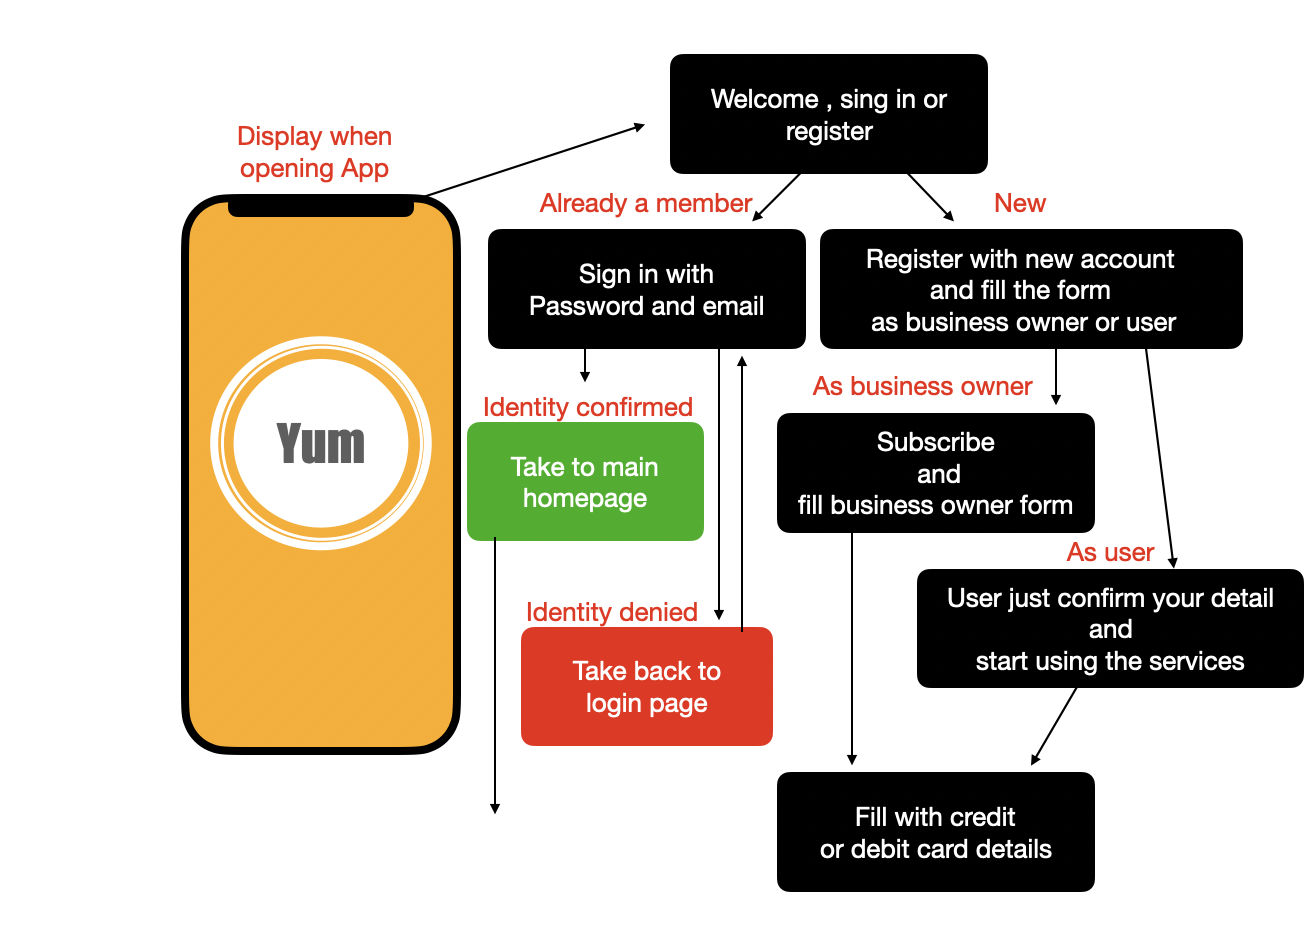 Welcome , sing in or
register
Display when
opening App
Already a member
New
Sign in with
Password and email
Register with new account
and fill the form
as business owner or user
Yum
Identity confirmed
As business owner
Take to main
homepage
Subscribe
and
fill business owner form
As user
Identity denied
User just confirm your detail
and
start using the services
Take back to
login page
Fill with credit
or debit card details